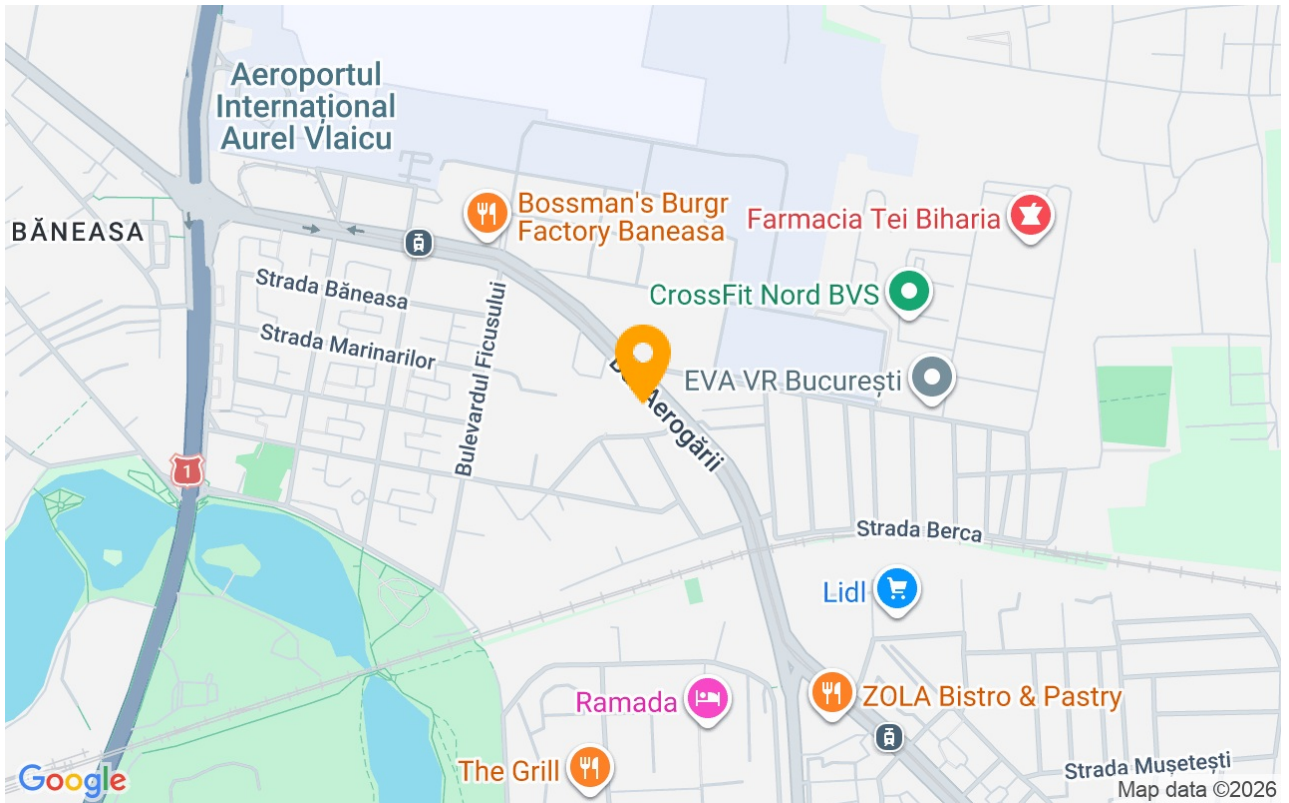 Aeroportul
Internațional
Aurel Vlaicu
BĂNEASA
Bossman's Burgr
Factory Baneasa
Farmacia Tei Biharia
Strada Băneasa
CrossFit Nord BVS
Strada Marinarilor
Bulevardul Ficusului
EVA VR București
Aerogării
1
Strada Berca
Lidl
Ramada
ZOLA Bistro & Pastry
The Grill
Strada Mușetești
Google
Map data ©2026